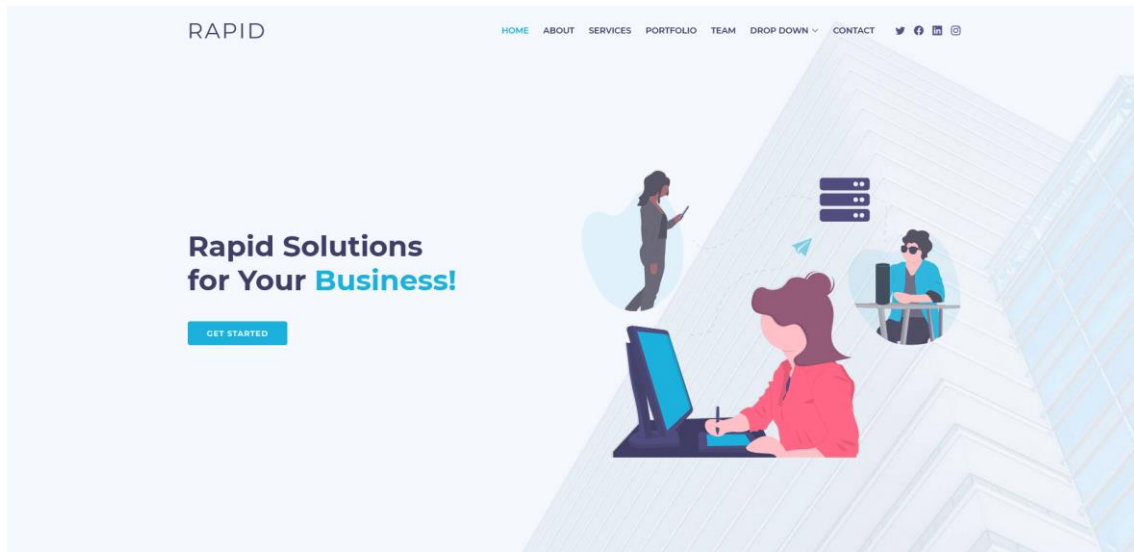 RAPID
HOME ABOUT SERVICES PORTFOLIO TEAM DROP DOWN CONTACT
Rapid Solutions
for Your Business!
GET STARTED